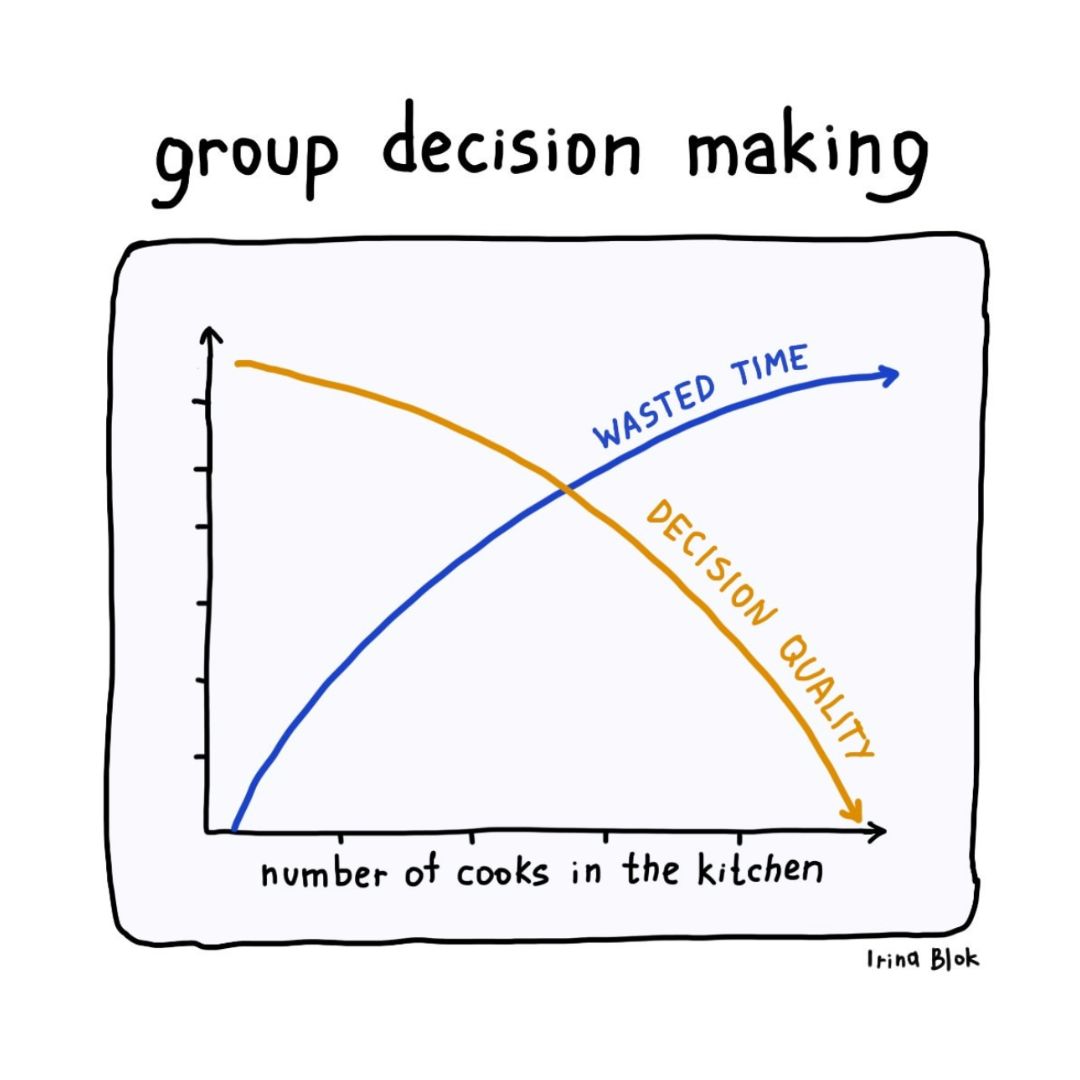 group decision making
WASTED TIME
DECISION QUALITY
number of cooks in the kitchen
Irina Blok